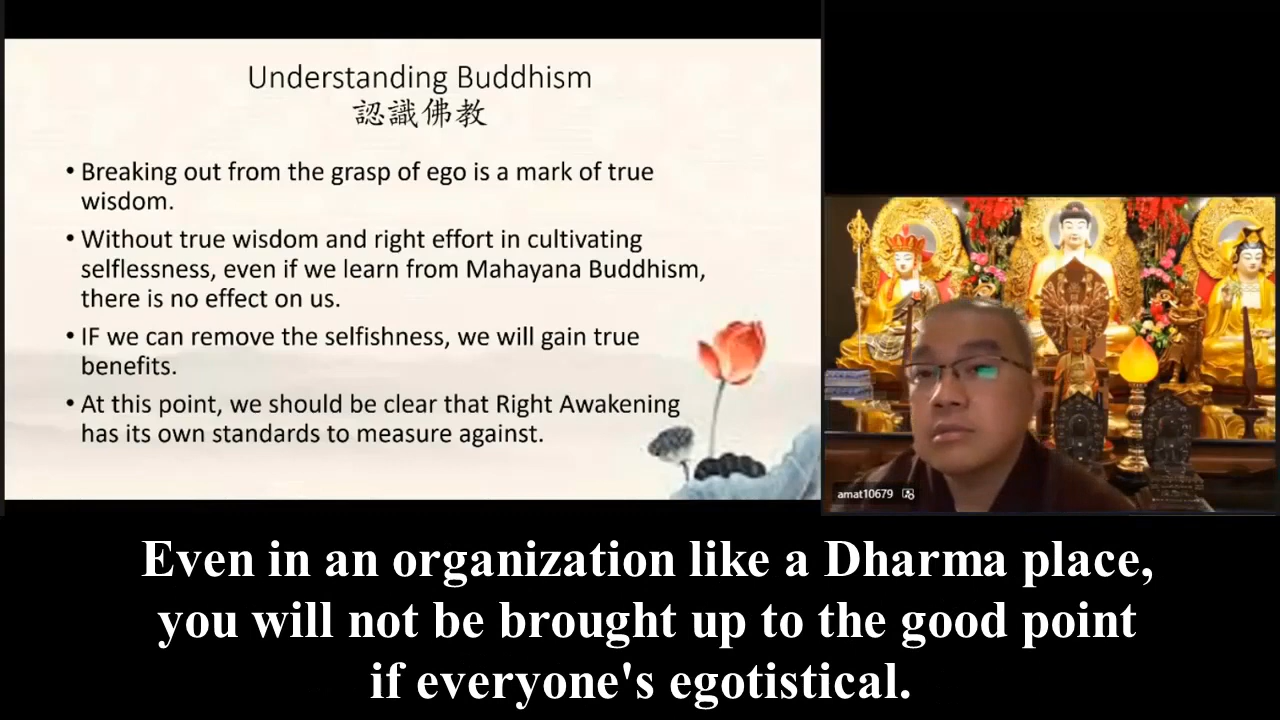 Understanding Buddhism
認識佛教
• Breaking out from the grasp of ego is a mark of true
wisdom.
• Without true wisdom and right effort in cultivating
selflessness, even if we learn from Mahayana Buddhism,
there is no effect on us.
• IF we can remove the selfishness, we will gain true
benefits.
• At this point, we should be clear that Right Awakening
has its own standards to measure against.
amat10679
Even in an organization like a Dharma place,
you will not be brought up to the good point
if everyone's egotistical.